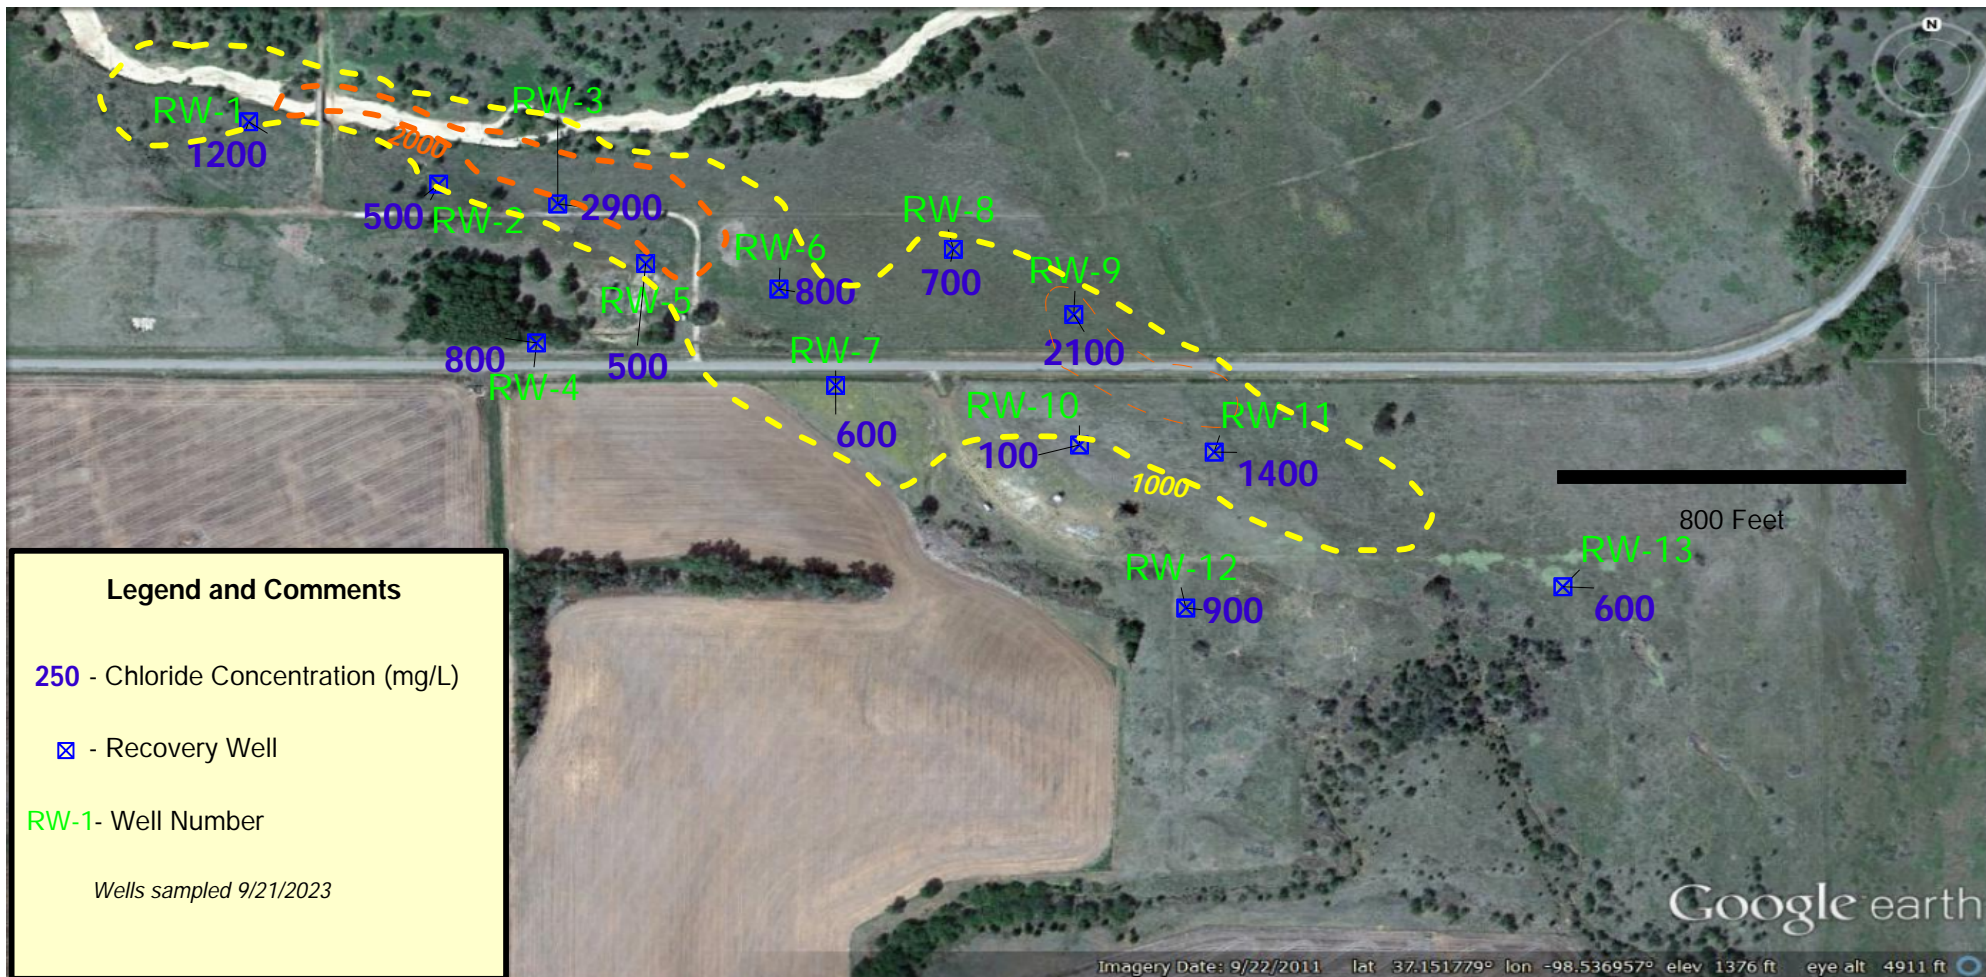 N
RW-1
1200
2000
RW-3
500
RW-2
2900
RW-8
700
RW-6
800
RW-9
2100
RW-5
500
800
RW-4
RW-7
600
RW-10
100
RW-11
1400
1000
800 Feet
RW-12
900
RW-13
600
Legend and Comments
250 - Chloride Concentration (mg/L)
- Recovery Well
RW-1- Well Number
Wells sampled 9/21/2023
Google earth
Imagery Date: 9/22/2011 lat 37.151779° lon -98.536957° elev 1376 ft eye alt 4911 ft